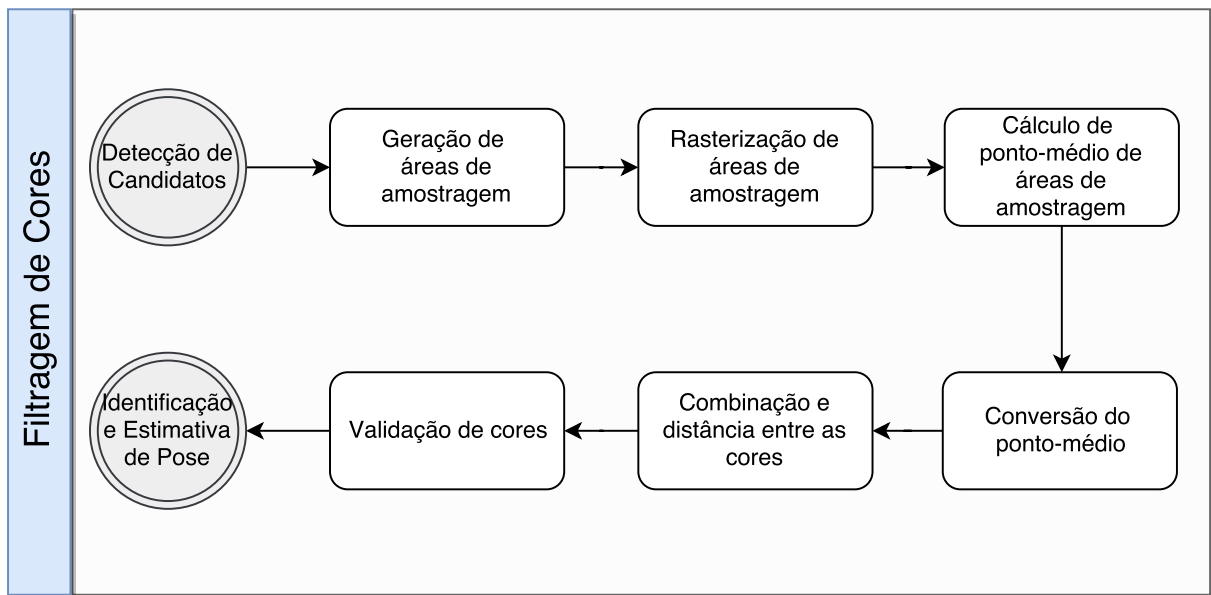 Filtragem de Cores
Detecção de
Candidatos
Geração de
áreas de
amostragem
Rasterização de
áreas de
amostragem
Cálculo de
ponto-médio de
áreas de
amostragem
Conversão do
ponto-médio
Combinação e
distância entre as
cores
Validação de cores
Identificação
e Estimativa
de Pose